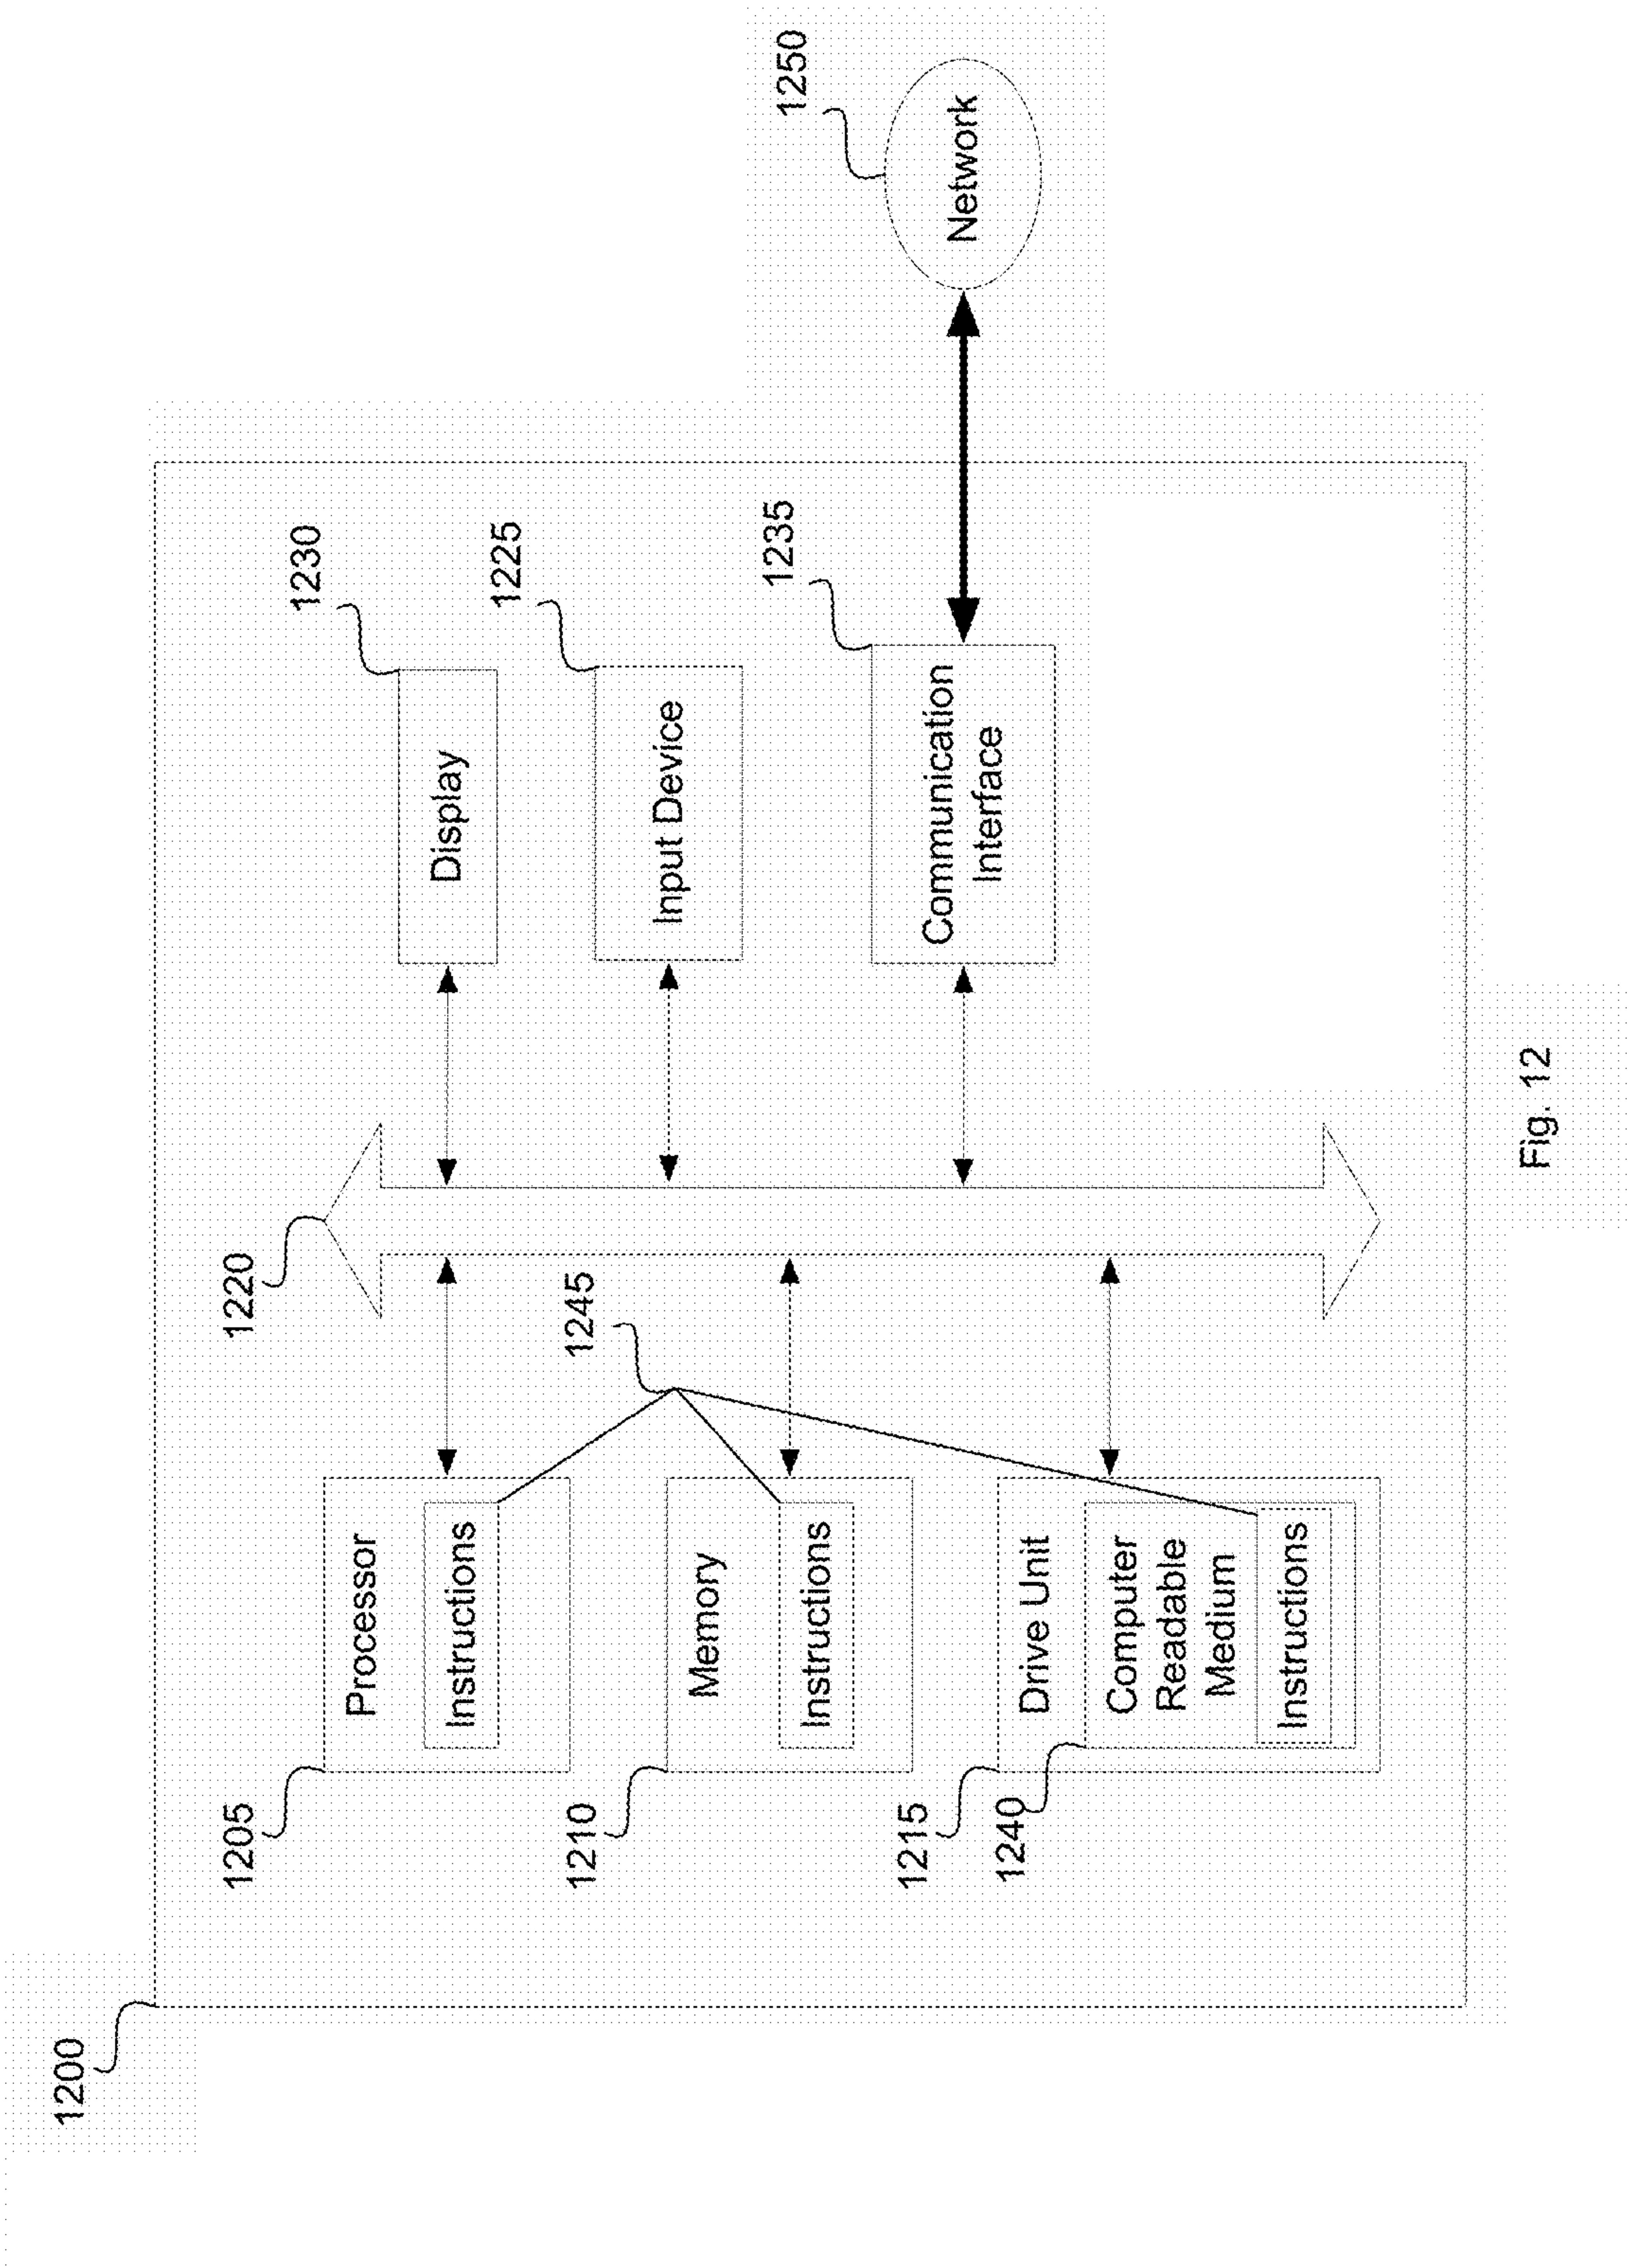 1200
1205
Processor
Instructions
1210
Memory
Instructions
1215
Drive Unit
1240
Computer
Readable
Medium
Instructions
1245
1220
1230
Display
1225
Input Device
1235
Communication
Interface
1250
Network
Fig. 12